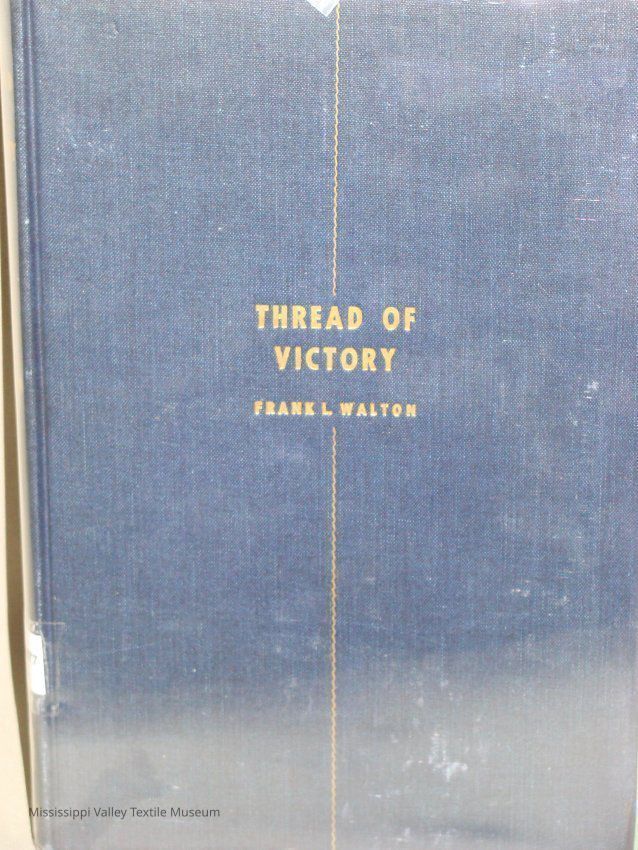 THREAD OF
VICTORY
FRANK L. WALTON
Mississippi Valley Textile Museum